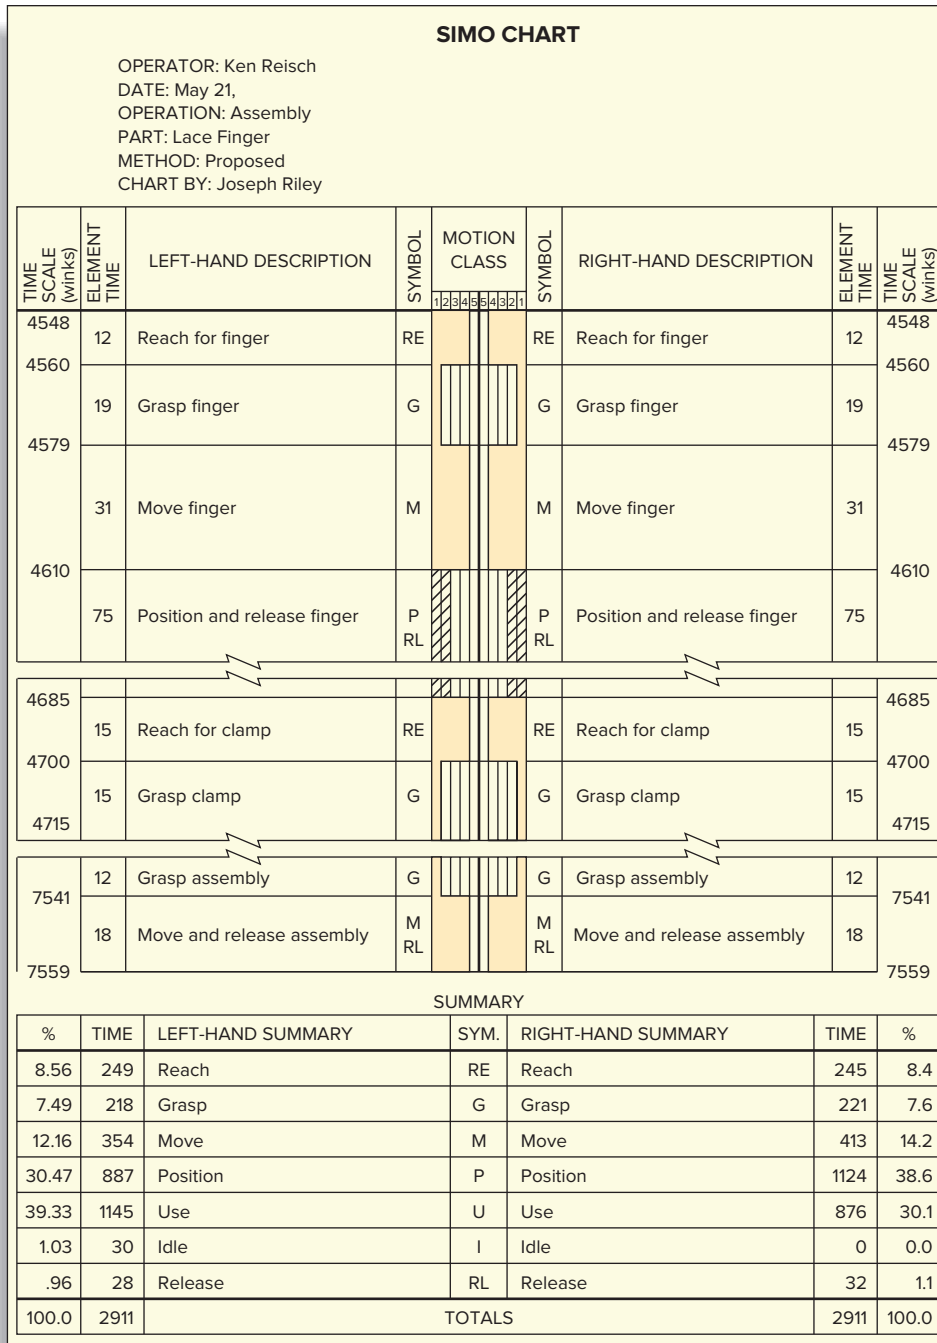 SIMO CHART
OPERATOR: Ken Reisch
DATE: May 21,
OPERATION: Assembly
PART: Lace Finger
METHOD: Proposed
CHART BY: Joseph Riley
TIME SCALE (winks) ELEMENT TIME LEFT-HAND DESCRIPTION SYMBOL MOTION CLASS SYMBOL RIGHT-HAND DESCRIPTION ELEMENT TIME TIME SCALE (winks)
1 2 3 4 5 5 4 3 2 1
4548 4548
12 Reach for finger RE RE Reach for finger 12
4560 4560
19 Grasp finger G G Grasp finger 19
4579 4579
31 Move finger M M Move finger 31
4610 4610
75 Position and release finger P RL P RL Position and release finger 75
4685 4685
15 Reach for clamp RE RE Reach for clamp 15
4700 4700
15 Grasp clamp G G Grasp clamp 15
4715 4715
12 Grasp assembly G G Grasp assembly 12
7541 7541
18 Move and release assembly M RL M RL Move and release assembly 18
7559 7559
SUMMARY
% TIME LEFT-HAND SUMMARY SYM. RIGHT-HAND SUMMARY TIME %
8.56 249 Reach RE Reach 245 8.4
7.49 218 Grasp G Grasp 221 7.6
12.16 354 Move M Move 413 14.2
30.47 887 Position P Position 1124 38.6
39.33 1145 Use U Use 876 30.1
1.03 30 Idle I Idle 0 0.0
.96 28 Release RL Release 32 1.1
100.0 2911 TOTALS 2911 100.0